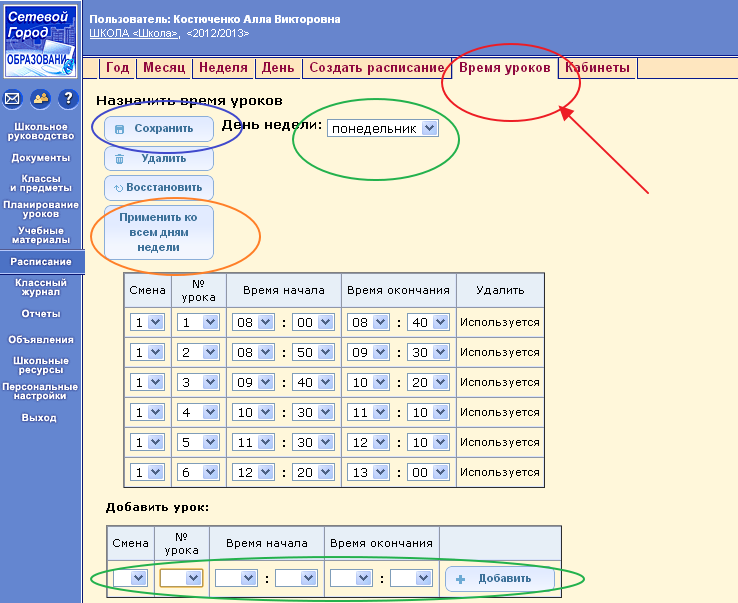 Сетевой
Город
ОБРАЗОВАНИ
Пользователь: Костюченко Алла Викторовна
ШКОЛА <Школа>, <2012/2013>
Год Месяц Неделя День Создать расписание Время уроков Кабинеты
?
Школьное
руководство
Документы
Классы
и предметы
Планирование
уроков
Учебные
материалы
Расписание
Классный
журнал
Отчеты
Объявления
Школьные
ресурсы
Персональные
настройки
Выход
Назначить время уроков
Сохранить День недели: понедельник
Удалить
Восстановить
Применить ко
всем дням
недели
Смена № урока Время начала Время окончания Удалить
1 1 08 : 00 08 : 40 Используется
1 2 08 : 50 09 : 30 Используется
1 3 09 : 40 10 : 20 Используется
1 4 10 : 30 11 : 10 Используется
1 5 11 : 30 12 : 10 Используется
1 6 12 : 20 13 : 00 Используется
Добавить урок:
Смена № урока Время начала Время окончания
: : Добавить